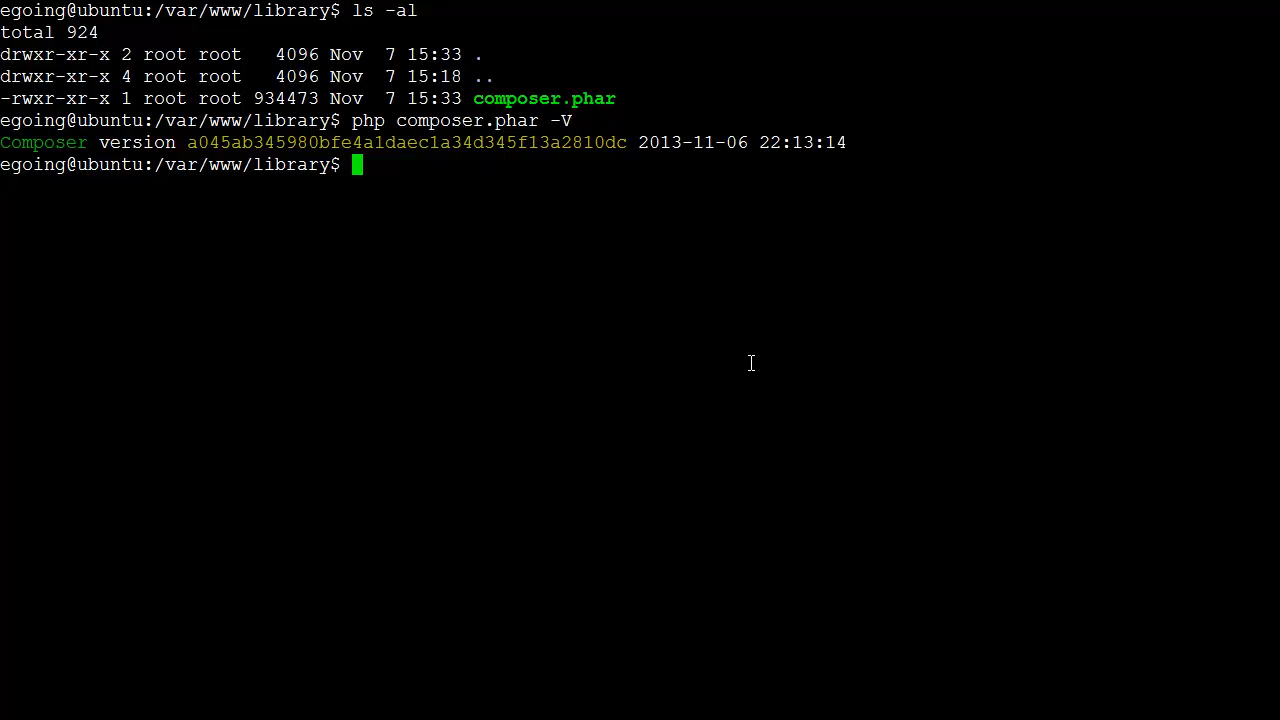 egoing@ubuntu:/var/www/library$ ls -al
total 924
drwxr-xr-x 2 root root   4096 Nov  7 15:33 .
drwxr-xr-x 4 root root   4096 Nov  7 15:18 ..
-rwxr-xr-x 1 root root 934473 Nov  7 15:33 composer.phar
egoing@ubuntu:/var/www/library$ php composer.phar -V
Composer version a045ab345980bfe4a1daec1a34d345f13a2810dc 2013-11-06 22:13:14
egoing@ubuntu:/var/www/library$